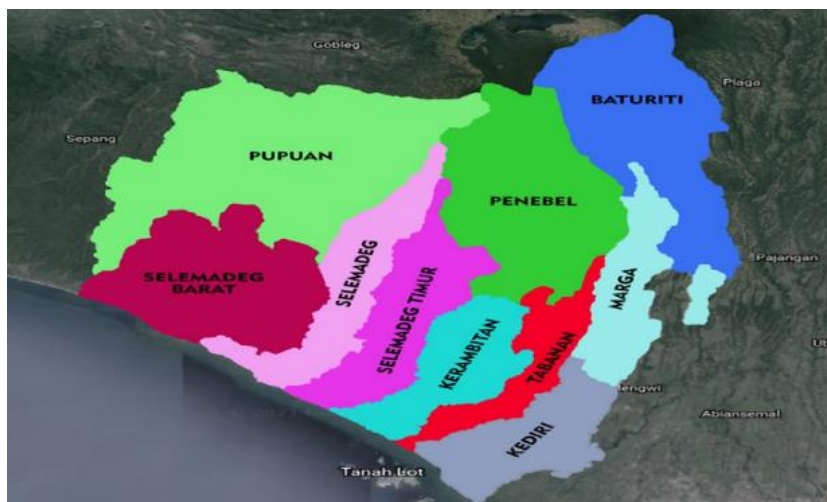 Gobleg
Plaga
BATURITI
Sepang
PUPUAN
PENEBEL
Pajangan
SELEMADEG
BARAT
SELEMADEG
SELEMADEG TIMUR
MARGA
KERAMBITAN
TABANAN
Abiansemal
KEDIRI
Tanah Lot